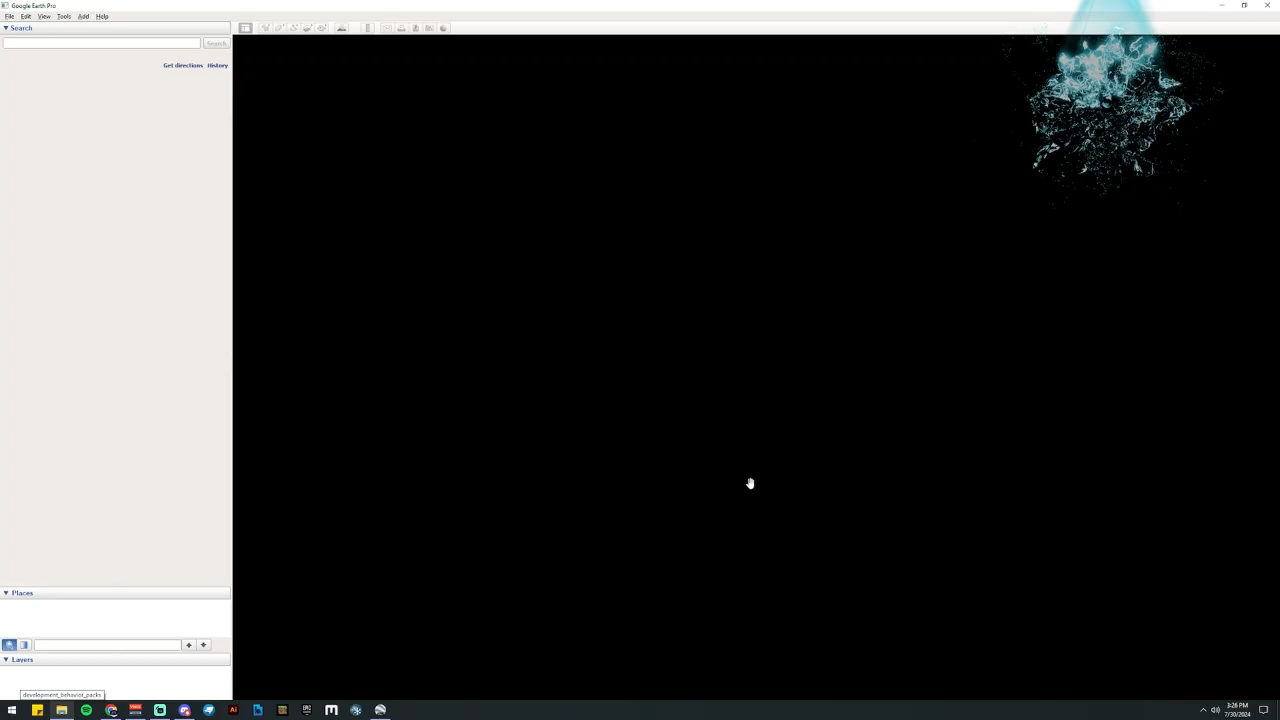 Google Earth Pro
File Edit View Tools Add Help
Search
Search
Get directions History
Places
Layers
development_behavior_packs
Ai
3:26 PM
7/30/2024